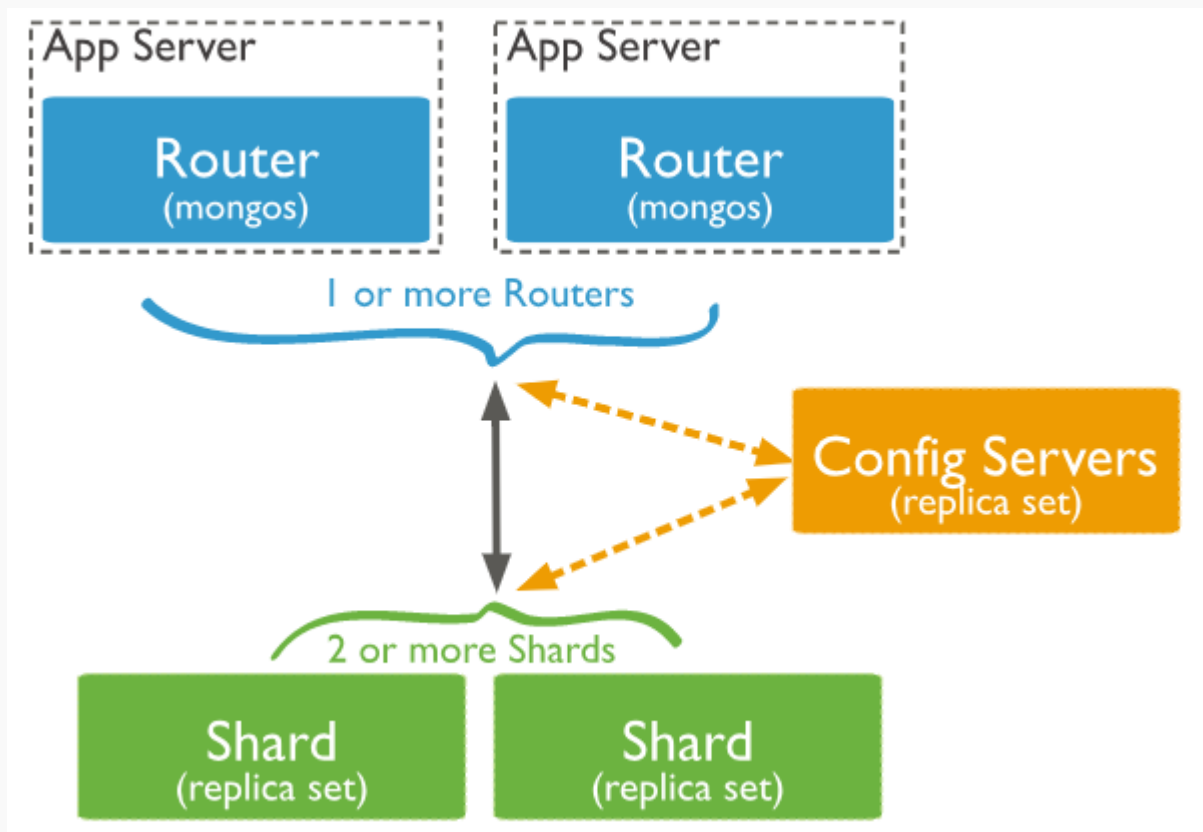 App Server
App Server
Router
(mongos)
Router
(mongos)
1 or more Routers
Config Servers
(replica set)
2 or more Shards
Shard
(replica set)
Shard
(replica set)